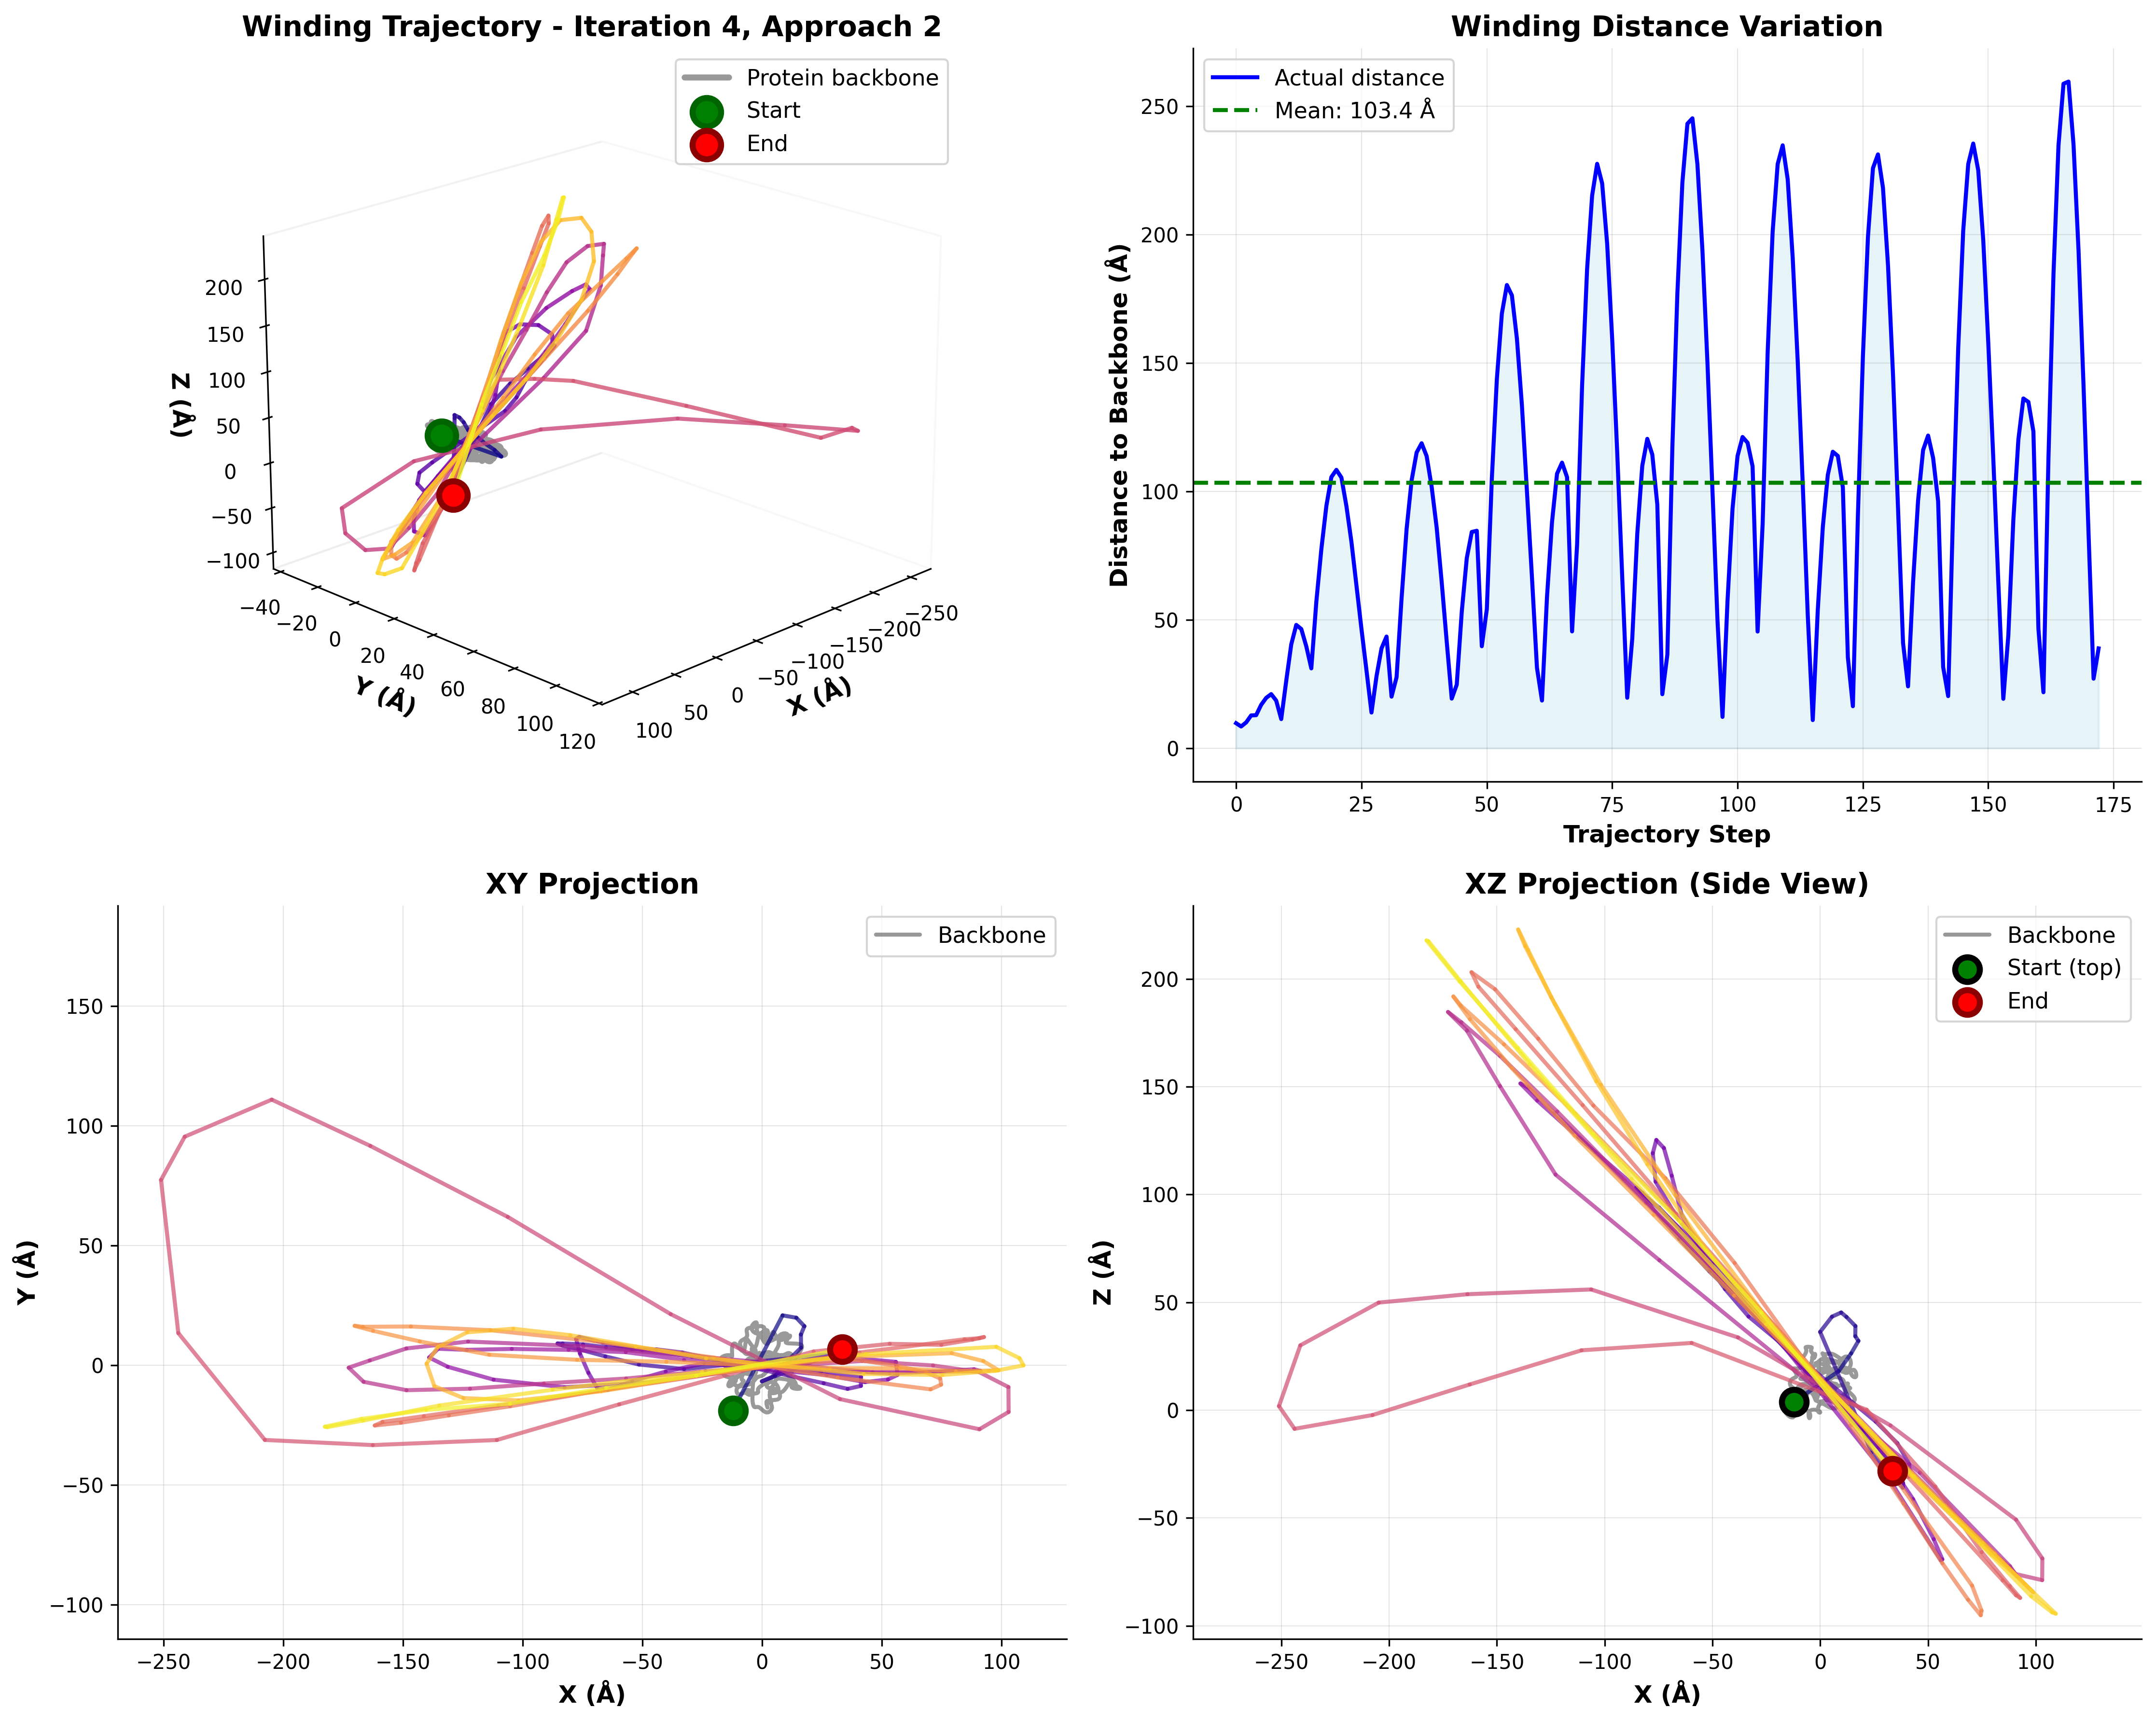 Winding Trajectory - Iteration 4, Approach 2
Protein backbone
Start
End
200
150
100
50
0
−50
−100
Z (Å)
−40
−20
0
20
40
60
80
100
120
Y (Å)
100
50
0
−50
−100
−150
−200
−250
X (Å)
Winding Distance Variation
Actual distance
Mean: 103.4 Å
250
200
150
100
50
0
Distance to Backbone (Å)
0 25 50 75 100 125 150 175
Trajectory Step
XY Projection
Backbone
150
100
50
0
−50
−100
Y (Å)
−250 −200 −150 −100 −50 0 50 100
X (Å)
XZ Projection (Side View)
Backbone
Start (top)
End
200
150
100
50
0
−50
−100
Z (Å)
−250 −200 −150 −100 −50 0 50 100
X (Å)